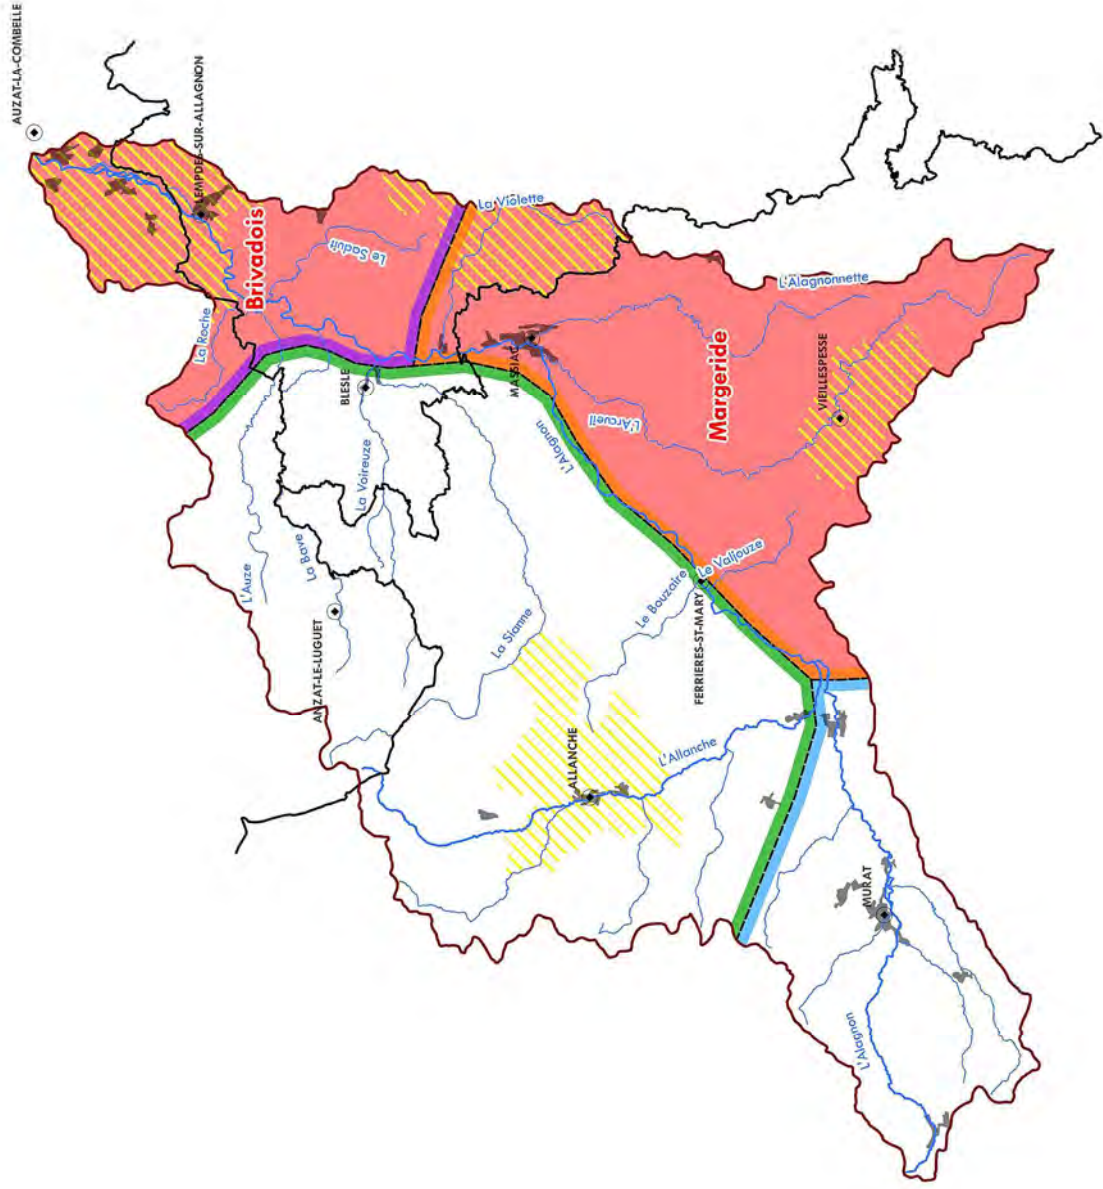 AUZAT-LA-COMBELLE
LEMPDES-SUR-ALLAGNON
Brivadois
La Violette
Le Saduit
La Roche
L'Alagnonnette
BLESLE
MASSIAC
Margeride
VIEILLESPESSE
L'Arcueil
L'Alagnon
La Voireuze
L'Auze
La Bave
ANZAT-LE-LUGUET
La Sianne
Le Bouzaire
Le Valjouze
FERRIERES-ST-MARY
L'Allanche
ALLANCHE
MURAT
L'Alagnon